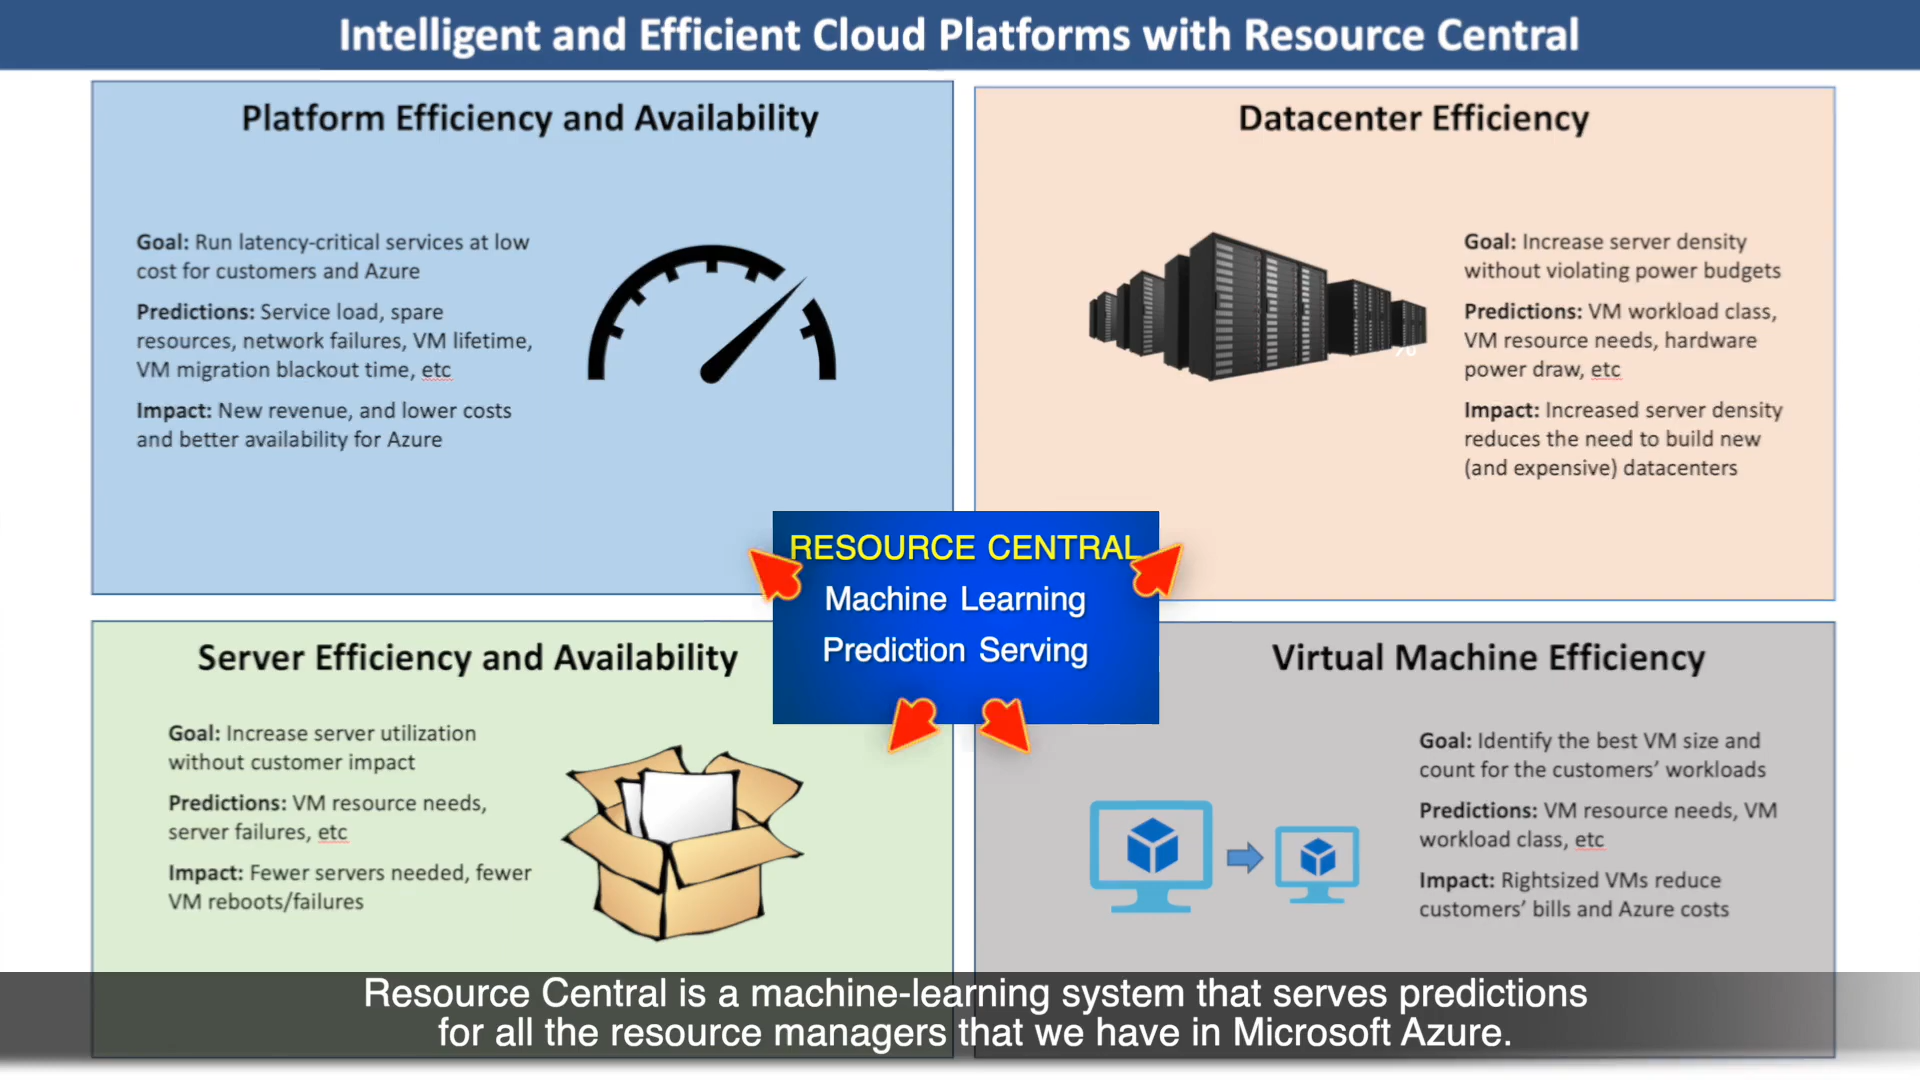 Intelligent and Efficient Cloud Platforms with Resource Central
Platform Efficiency and Availability
Goal: Run latency-critical services at low
cost for customers and Azure
Predictions: Service load, spare
resources, network failures, VM lifetime,
VM migration blackout time, etc
Impact: New revenue, and lower costs
and better availability for Azure
Datacenter Efficiency
Goal: Increase server density
without violating power budgets
Predictions: VM workload class,
VM resource needs, hardware
power draw, etc
Impact: Increased server density
reduces the need to build new
(and expensive) datacenters
RESOURCE CENTRAL
Machine Learning
Prediction Serving
Server Efficiency and Availability
Goal: Increase server utilization
without customer impact
Predictions: VM resource needs,
server failures, etc
Impact: Fewer servers needed, fewer
VM reboots/failures
Virtual Machine Efficiency
Goal: Identify the best VM size and
count for the customers’ workloads
Predictions: VM resource needs, VM
workload class, etc
Impact: Rightsized VMs reduce
customers’ bills and Azure costs
Resource Central is a machine-learning system that serves predictions
for all the resource managers that we have in Microsoft Azure.